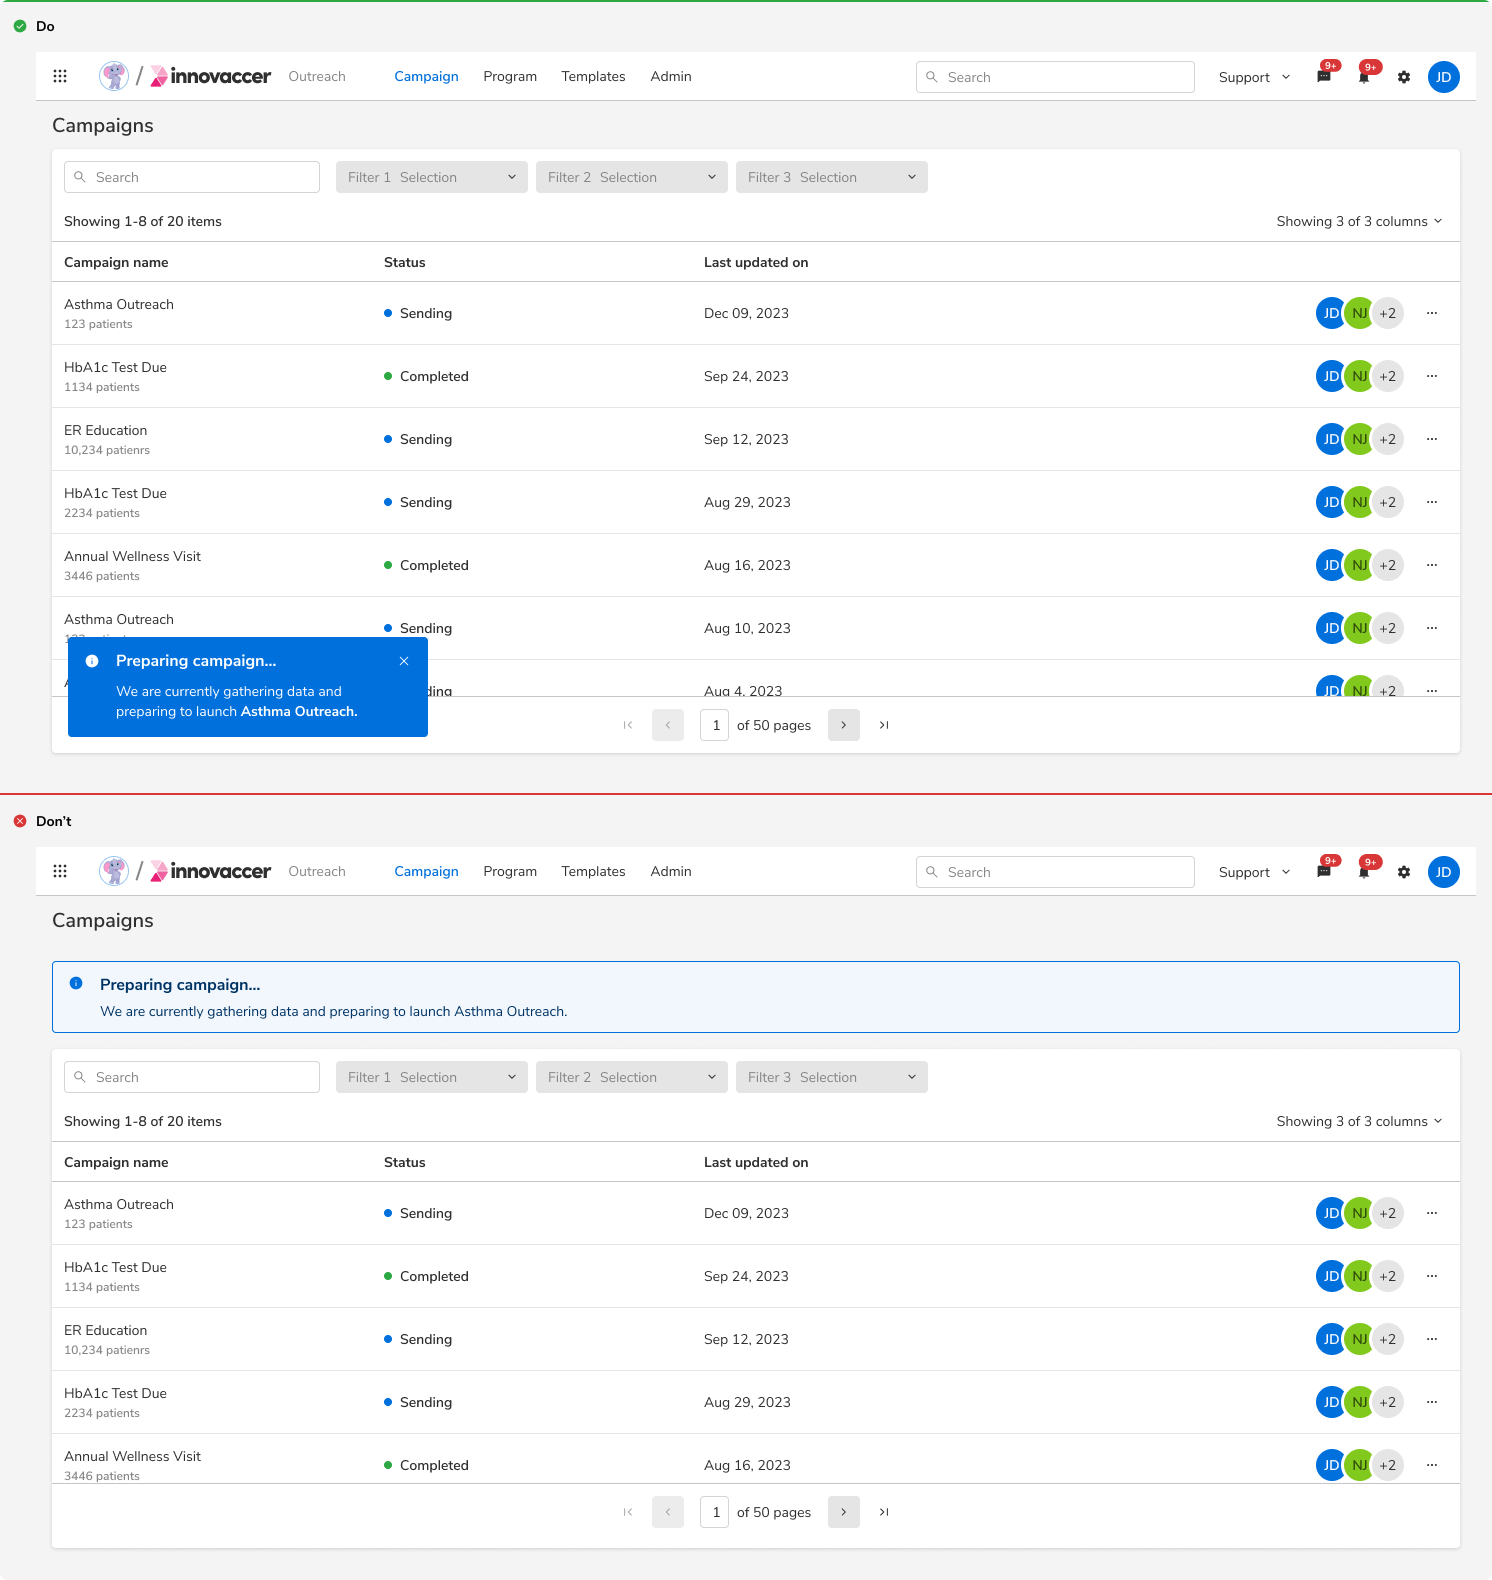 Do
/ innovaccer Outreach Campaign Program Templates Admin Search Support 9+ 9+ JD
Campaigns
Search Filter 1 Selection Filter 2 Selection Filter 3 Selection
Showing 1-8 of 20 items Showing 3 of 3 columns
Campaign name Status Last updated on
Asthma Outreach
123 patients
Sending Dec 09, 2023 JD NJ +2 ...
HbA1c Test Due
1134 patients
Completed Sep 24, 2023 JD NJ +2 ...
ER Education
10,234 patienrs
Sending Sep 12, 2023 JD NJ +2 ...
HbA1c Test Due
2234 patients
Sending Aug 29, 2023 JD NJ +2 ...
Annual Wellness Visit
3446 patients
Completed Aug 16, 2023 JD NJ +2 ...
Asthma Outreach
Sending Aug 10, 2023 JD NJ +2 ...
Aug 4, 2023 JD NJ +2 ...
Preparing campaign...
We are currently gathering data and
preparing to launch Asthma Outreach.
1 of 50 pages
Don't
/ innovaccer Outreach Campaign Program Templates Admin Search Support 9+ 9+ JD
Campaigns
Preparing campaign...
We are currently gathering data and preparing to launch Asthma Outreach.
Search Filter 1 Selection Filter 2 Selection Filter 3 Selection
Showing 1-8 of 20 items Showing 3 of 3 columns
Campaign name Status Last updated on
Asthma Outreach
123 patients
Sending Dec 09, 2023 JD NJ +2 ...
HbA1c Test Due
1134 patients
Completed Sep 24, 2023 JD NJ +2 ...
ER Education
10,234 patienrs
Sending Sep 12, 2023 JD NJ +2 ...
HbA1c Test Due
2234 patients
Sending Aug 29, 2023 JD NJ +2 ...
Annual Wellness Visit
3446 patients
Completed Aug 16, 2023 JD NJ +2 ...
1 of 50 pages